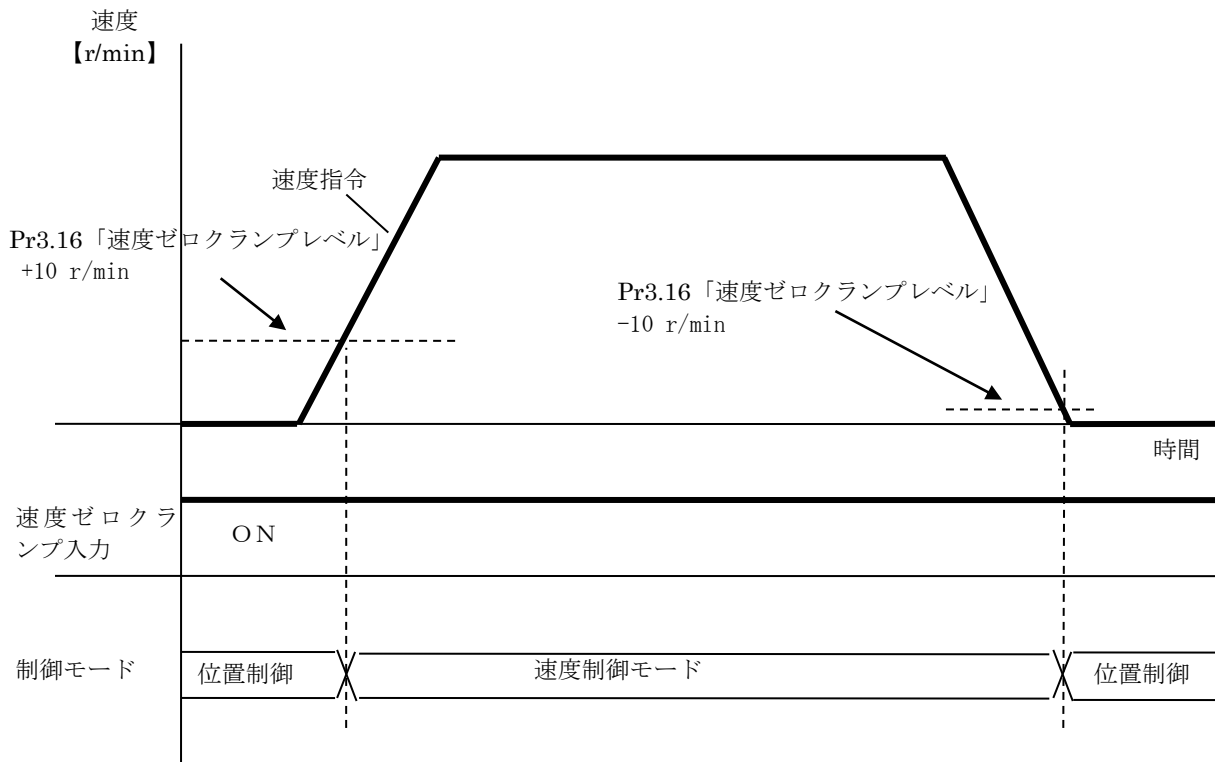 速度
【r/min】
速度指令
Pr3.16「速度ゼロクランプレベル」
+10 r/min
Pr3.16「速度ゼロクランプレベル」
-10 r/min
時間
速度ゼロクラ
ンプ入力
ON
制御モード
位置制御
速度制御モード
位置制御